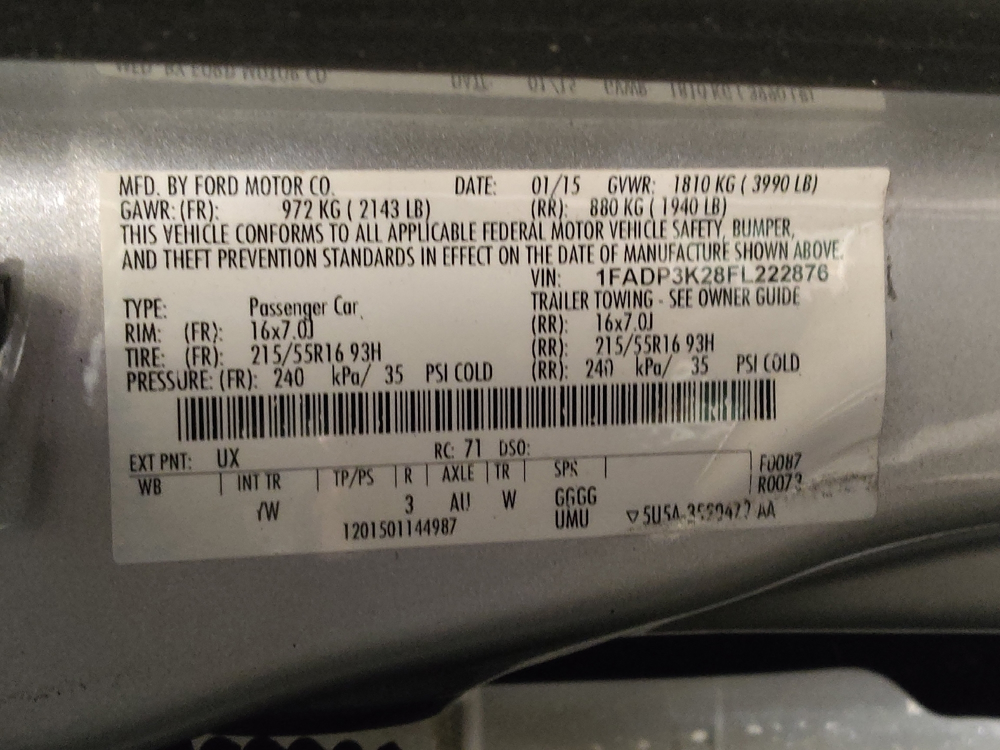 MFD. BY FORD MOTOR CO. DATE: 01/15 GVWR: 1810 KG ( 3990 LB)
GAWR: (FR): 972 KG ( 2143 LB) (RR): 880 KG ( 1940 LB)
THIS VEHICLE CONFORMS TO ALL APPLICABLE FEDERAL MOTOR VEHICLE SAFETY, BUMPER,
AND THEFT PREVENTION STANDARDS IN EFFECT ON THE DATE OF MANUFACTURE SHOWN ABOVE.
VIN: 1FADP3K28FL222876
TYPE: Passenger Car TRAILER TOWING - SEE OWNER GUIDE
RIM: (FR): 16x7.0J (RR): 16x7.0J
TIRE: (FR): 215/55R16 93H (RR): 215/55R16 93H
PRESSURE: (FR): 240 kPa/ 35 PSI COLD (RR): 240 kPa/ 35 PSI COLD
EXT PNT: UX RC: 71 DSO:
WB | INT TR | TP/PS | R | AXLE | TR | SPR | F0087
R0073
/W 3 AU W GGGG
1201501144987 UMU ▽5U5A AA